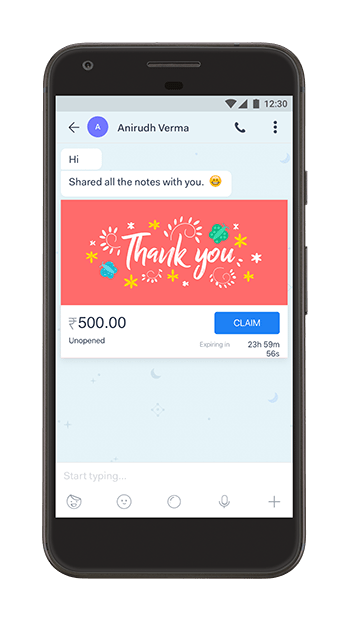 12:30
A Anirudh Verma
Hi
Shared all the notes with you. 😊
Thank you
₹500.00
CLAIM
Unopened
Expiring in 23h 59m
56s
Start typing...